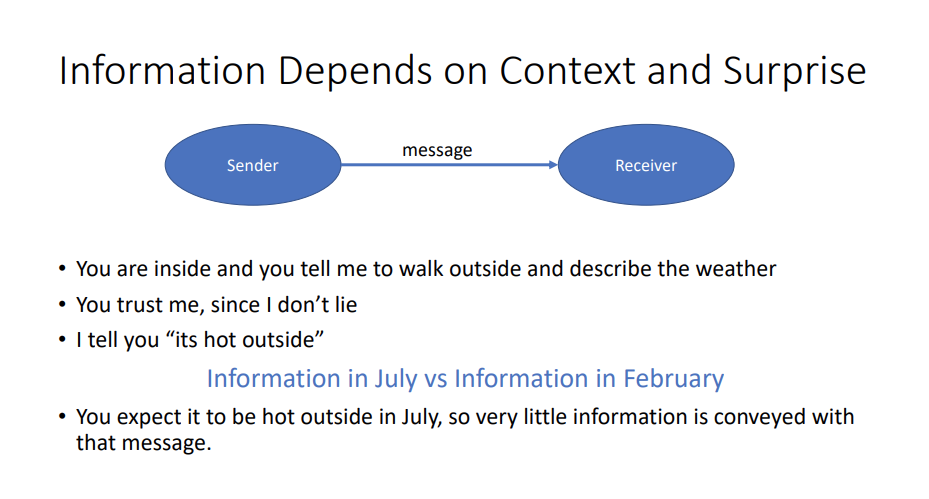 Information Depends on Context and Surprise
message
Sender
Receiver
• You are inside and you tell me to walk outside and describe the weather
• You trust me, since I don’t lie
• I tell you “its hot outside”
Information in July vs Information in February
• You expect it to be hot outside in July, so very little information is conveyed with
that message.